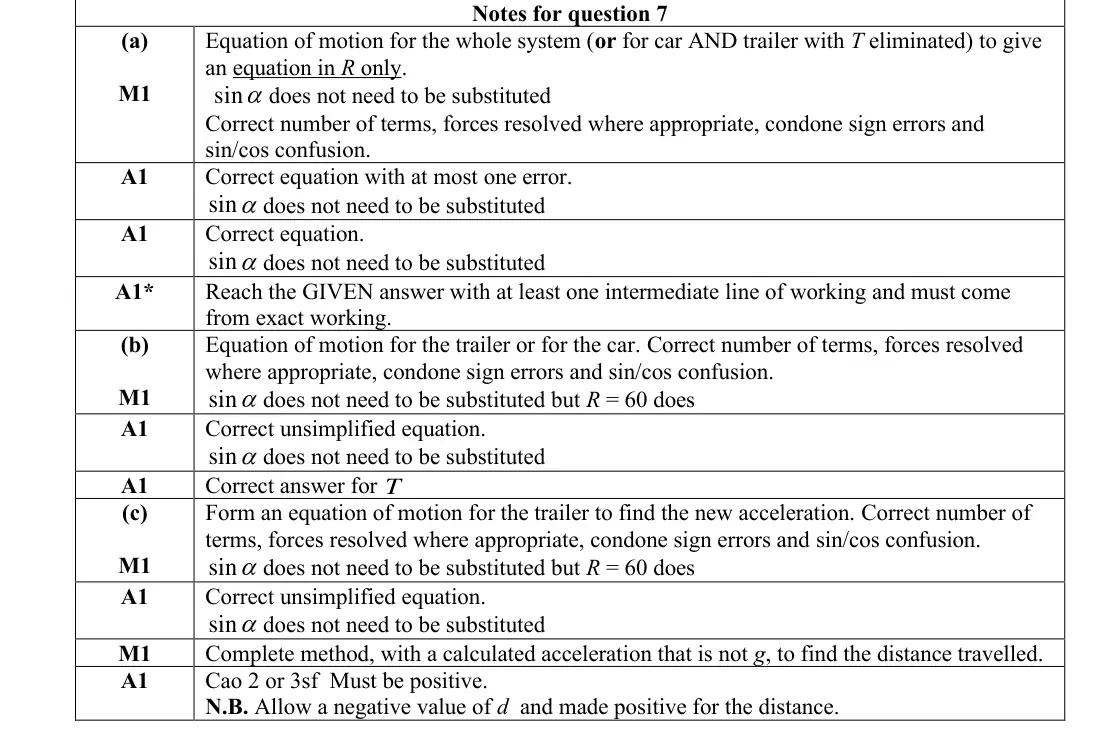 Notes for question 7
(a) Equation of motion for the whole system (or for car AND trailer with T eliminated) to give
an equation in R only.
M1 sin α does not need to be substituted
Correct number of terms, forces resolved where appropriate, condone sign errors and
sin/cos confusion.
A1 Correct equation with at most one error.
sin α does not need to be substituted
A1 Correct equation.
sin α does not need to be substituted
A1* Reach the GIVEN answer with at least one intermediate line of working and must come
from exact working.
(b) Equation of motion for the trailer or for the car. Correct number of terms, forces resolved
where appropriate, condone sign errors and sin/cos confusion.
M1 sin α does not need to be substituted but R = 60 does
A1 Correct unsimplified equation.
sin α does not need to be substituted
A1 Correct answer for T
(c) Form an equation of motion for the trailer to find the new acceleration. Correct number of
terms, forces resolved where appropriate, condone sign errors and sin/cos confusion.
M1 sin α does not need to be substituted but R = 60 does
A1 Correct unsimplified equation.
sin α does not need to be substituted
M1 Complete method, with a calculated acceleration that is not g, to find the distance travelled.
A1 Cao 2 or 3sf Must be positive.
N.B. Allow a negative value of d and made positive for the distance.